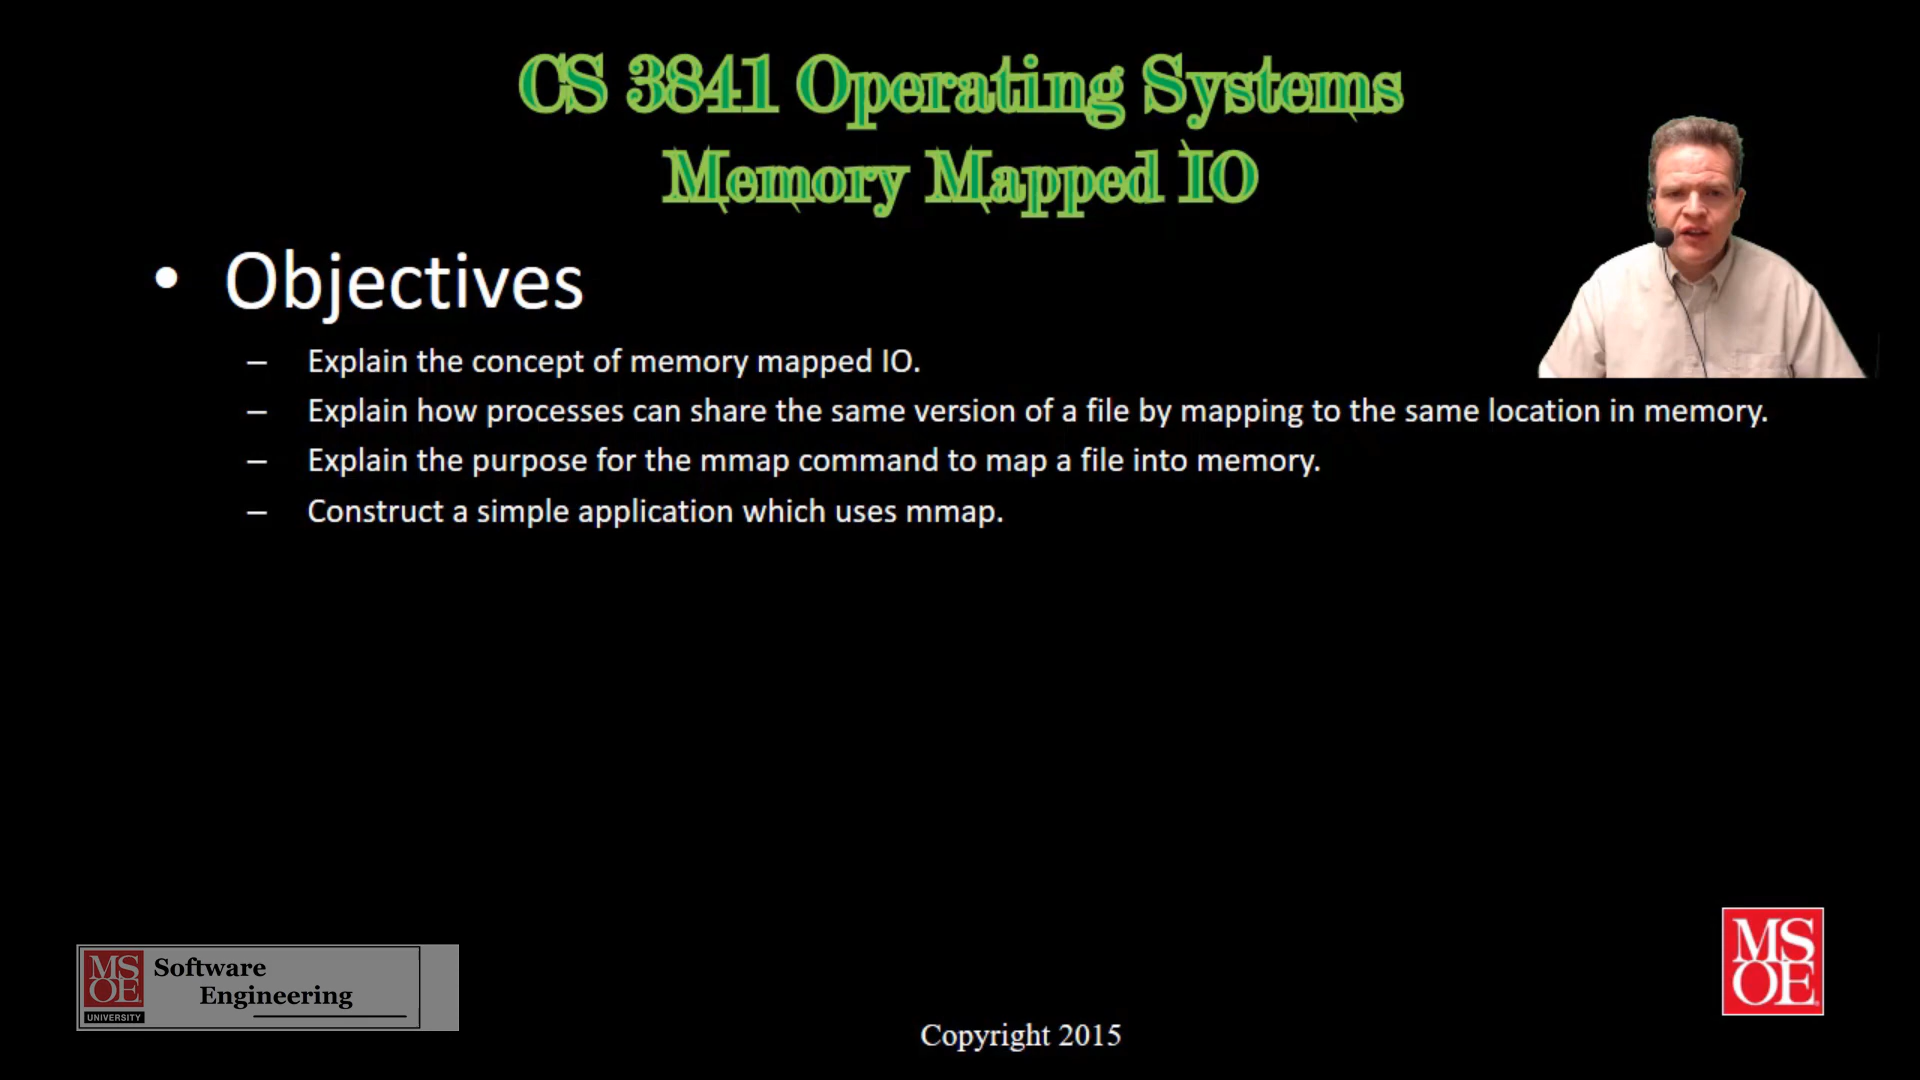 CS 3841 Operating Systems
Memory Mapped IO
• Objectives
– Explain the concept of memory mapped IO.
– Explain how processes can share the same version of a file by mapping to the same location in memory.
– Explain the purpose for the mmap command to map a file into memory.
– Construct a simple application which uses mmap.
MS
OE
UNIVERSITY
Software
Engineering
Copyright 2015
MS
OE